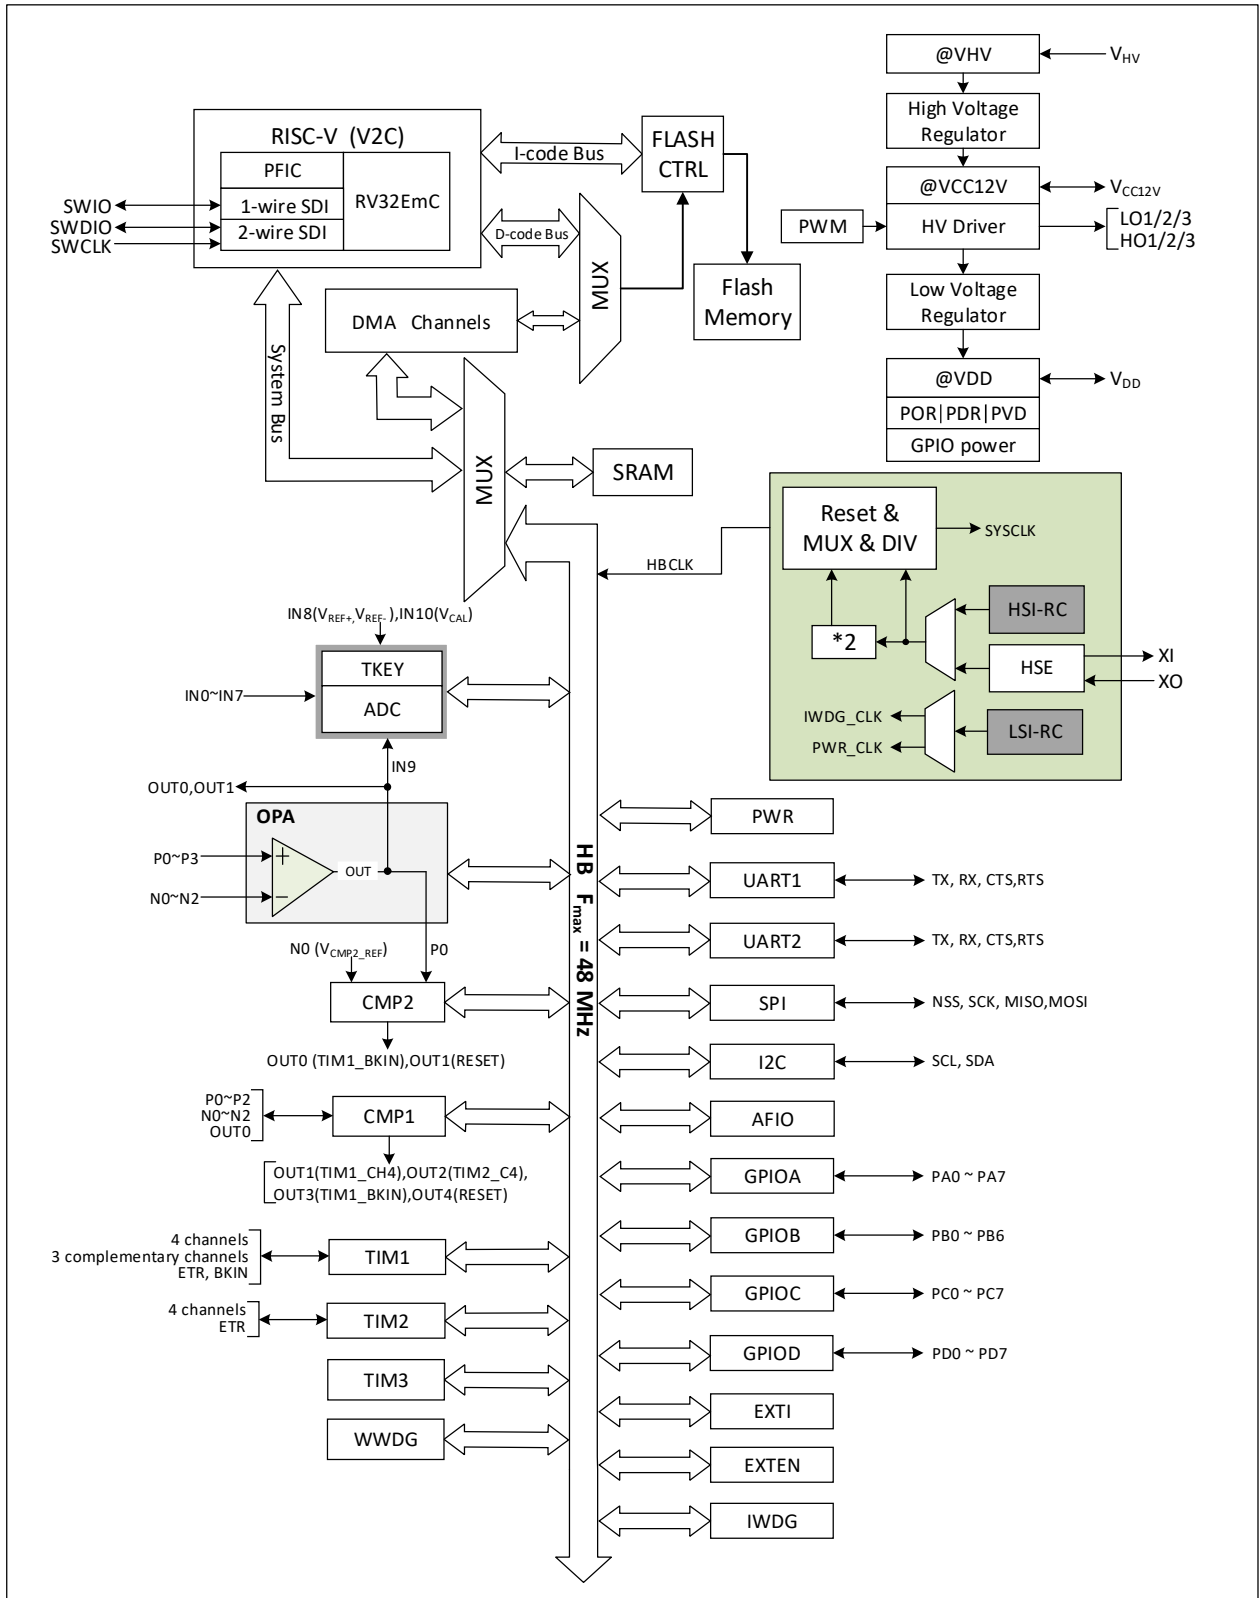 @VHV
VHV
High Voltage
Regulator
@VCC12V
VCC12V
PWM
HV Driver
LO1/2/3
HO1/2/3
Low Voltage
Regulator
@VDD
VDD
POR|PDR|PVD
GPIO power
RISC-V (V2C)
PFIC
1-wire SDI
2-wire SDI
RV32EmC
SWIO
SWDIO
SWCLK
I-code Bus
FLASH
CTRL
D-code Bus
MUX
Flash
Memory
DMA Channels
System Bus
MUX
SRAM
Reset &
MUX & DIV
SYSCLK
HBCLK
HSI-RC
*2
HSE
XI
XO
IWDG_CLK
PWR_CLK
LSI-RC
IN8(VREF+,VREF-),IN10(VCAL)
TKEY
ADC
IN0~IN7
IN9
OUT0,OUT1
OPA
P0~P3
+
OUT
N0~N2
-
N0 (VCMP2_REF)
P0
CMP2
OUT0 (TIM1_BKIN),OUT1(RESET)
P0~P2
N0~N2
OUT0
CMP1
OUT1(TIM1_CH4),OUT2(TIM2_C4),
OUT3(TIM1_BKIN),OUT4(RESET)
4 channels
3 complementary channels
ETR, BKIN
TIM1
4 channels
ETR
TIM2
TIM3
WWDG
HB Fmax = 48 MHz
PWR
UART1
TX, RX, CTS,RTS
UART2
TX, RX, CTS,RTS
SPI
NSS, SCK, MISO,MOSI
I2C
SCL, SDA
AFIO
GPIOA
PA0 ~ PA7
GPIOB
PB0 ~ PB6
GPIOC
PC0 ~ PC7
GPIOD
PD0 ~ PD7
EXTI
EXTEN
IWDG